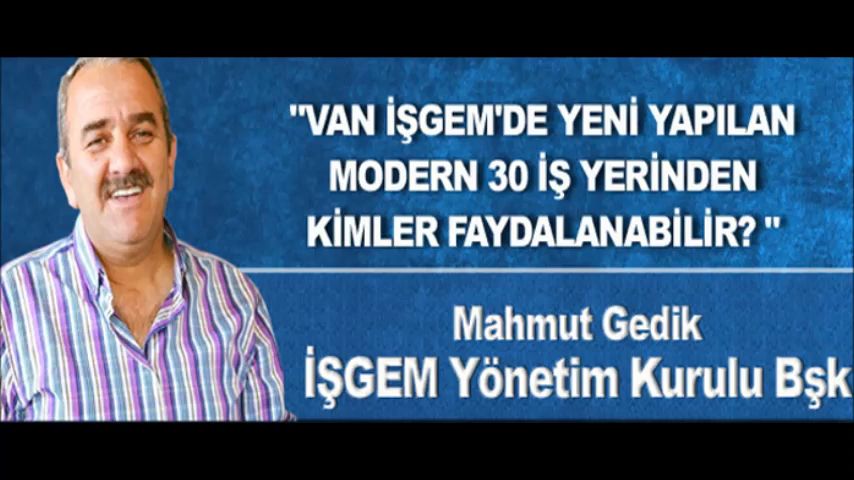 "VAN İŞGEM'DE YENİ YAPILAN
MODERN 30 İŞ YERİNDEN
KİMLER FAYDALANABİLİR? "
Mahmut Gedik
İŞGEM Yönetim Kurulu Bşk